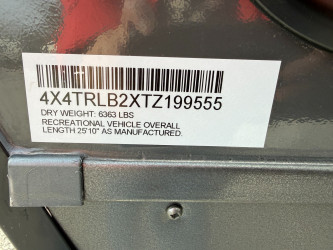 4X4TRLB2XTZ199555
DRY WEIGHT: 6363 LBS
RECREATIONAL VEHICLE OVERALL
LENGTH 25'10" AS MANUFACTURED.